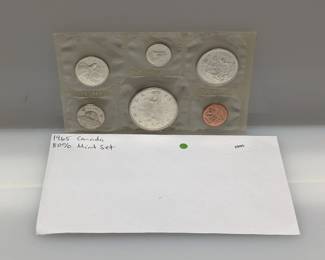 1965 Canada
80% Mint Set